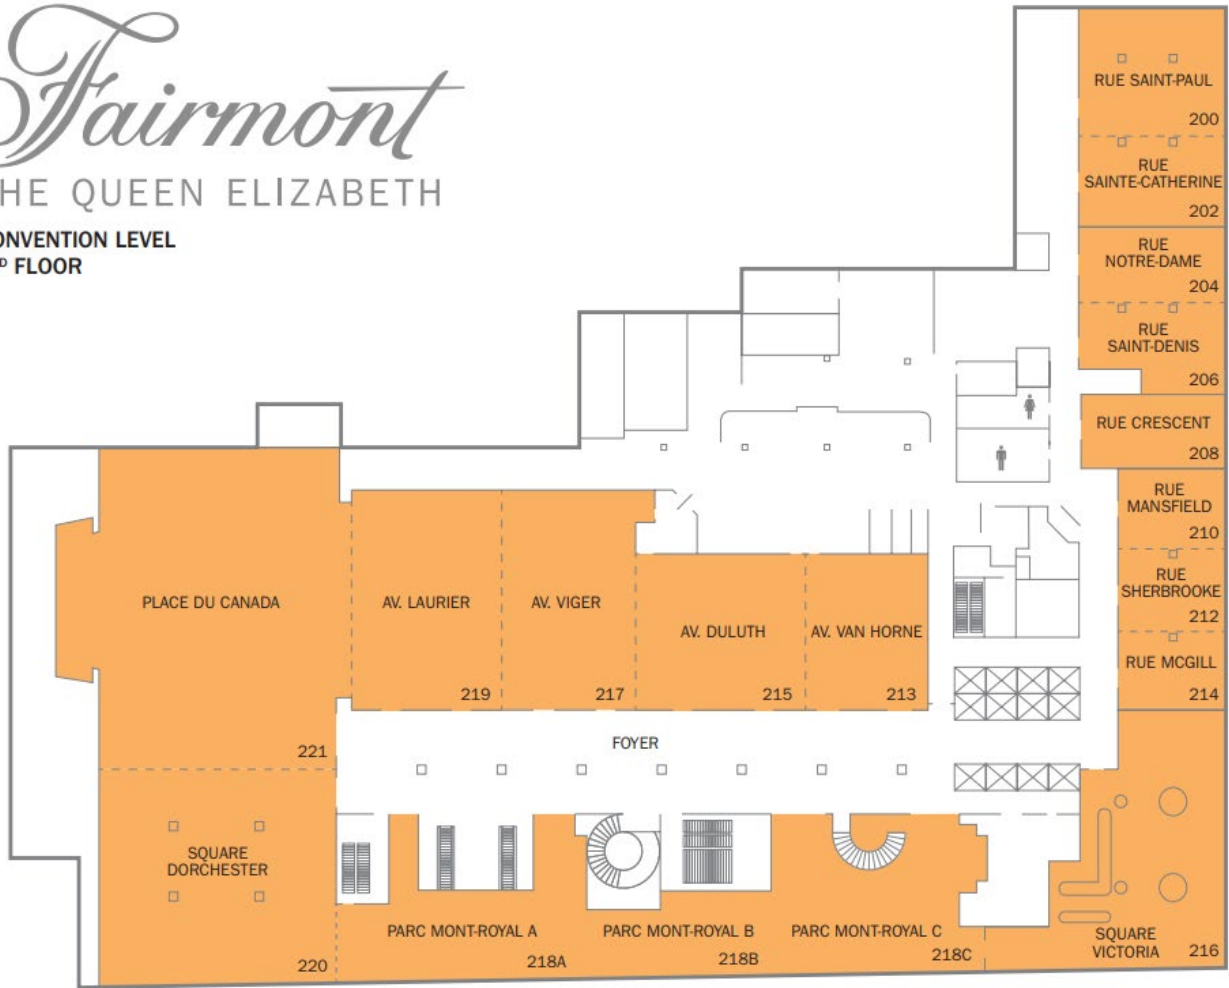 Fairmont
HE QUEEN ELIZABETH
ONVENTION LEVEL
D FLOOR
RUE SAINT-PAUL
200
RUE
SAINTE-CATHERINE
202
RUE
NOTRE-DAME
204
RUE
SAINT-DENIS
206
RUE CRESCENT
208
RUE
MANSFIELD
210
RUE
SHERBROOKE
212
RUE MCGILL
214
PLACE DU CANADA
221
AV. LAURIER
219
AV. VIGER
217
AV. DULUTH
215
AV. VAN HORNE
213
FOYER
SQUARE
DORCHESTER
220
PARC MONT-ROYAL A
218A
PARC MONT-ROYAL B
218B
PARC MONT-ROYAL C
218C
SQUARE
VICTORIA
216